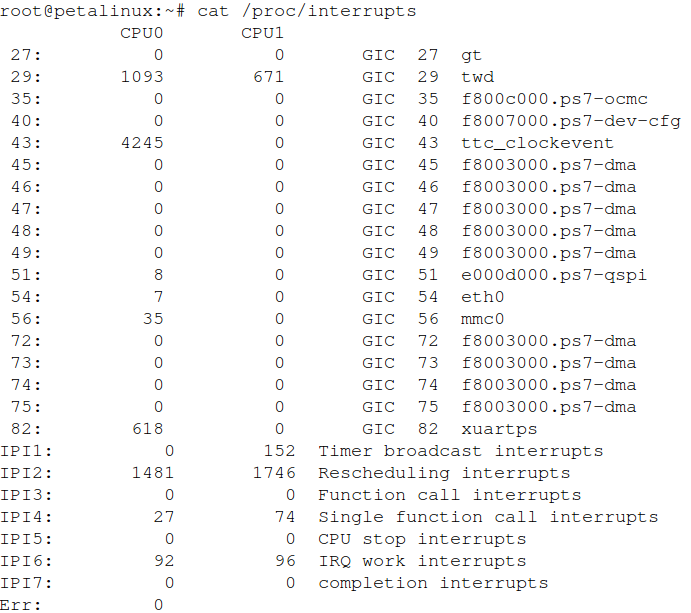 root@petalinux:~# cat /proc/interrupts
           CPU0       CPU1
 27:          0          0       GIC  27  gt
 29:       1093        671       GIC  29  twd
 35:          0          0       GIC  35  f800c000.ps7-ocmc
 40:          0          0       GIC  40  f8007000.ps7-dev-cfg
 43:       4245          0       GIC  43  ttc_clockevent
 45:          0          0       GIC  45  f8003000.ps7-dma
 46:          0          0       GIC  46  f8003000.ps7-dma
 47:          0          0       GIC  47  f8003000.ps7-dma
 48:          0          0       GIC  48  f8003000.ps7-dma
 49:          0          0       GIC  49  f8003000.ps7-dma
 51:          8          0       GIC  51  e000d000.ps7-qspi
 54:          7          0       GIC  54  eth0
 56:         35          0       GIC  56  mmc0
 72:          0          0       GIC  72  f8003000.ps7-dma
 73:          0          0       GIC  73  f8003000.ps7-dma
 74:          0          0       GIC  74  f8003000.ps7-dma
 75:          0          0       GIC  75  f8003000.ps7-dma
 82:        618          0       GIC  82  xuartps
IPI1:          0        152  Timer broadcast interrupts
IPI2:       1481       1746  Rescheduling interrupts
IPI3:          0          0  Function call interrupts
IPI4:         27         74  Single function call interrupts
IPI5:          0          0  CPU stop interrupts
IPI6:         92         96  IRQ work interrupts
IPI7:          0          0  completion interrupts
Err:          0